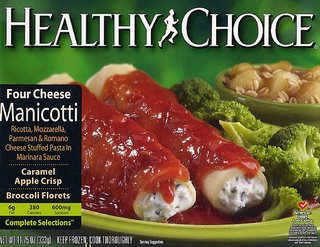 HEALTHY CHOICE
Four Cheese
Manicotti
Ricotta, Mozzarella,
Parmesan & Romano
Cheese Stuffed Pasta In
Marinara Sauce
Caramel
Apple Crisp
Broccoli Florets
6g 380 600mg
Fat Calories Sodium
Complete Selections™
NET WT 11.75 OZ (333g) KEEP FROZEN; COOK THOROUGHLY Serving Suggestion